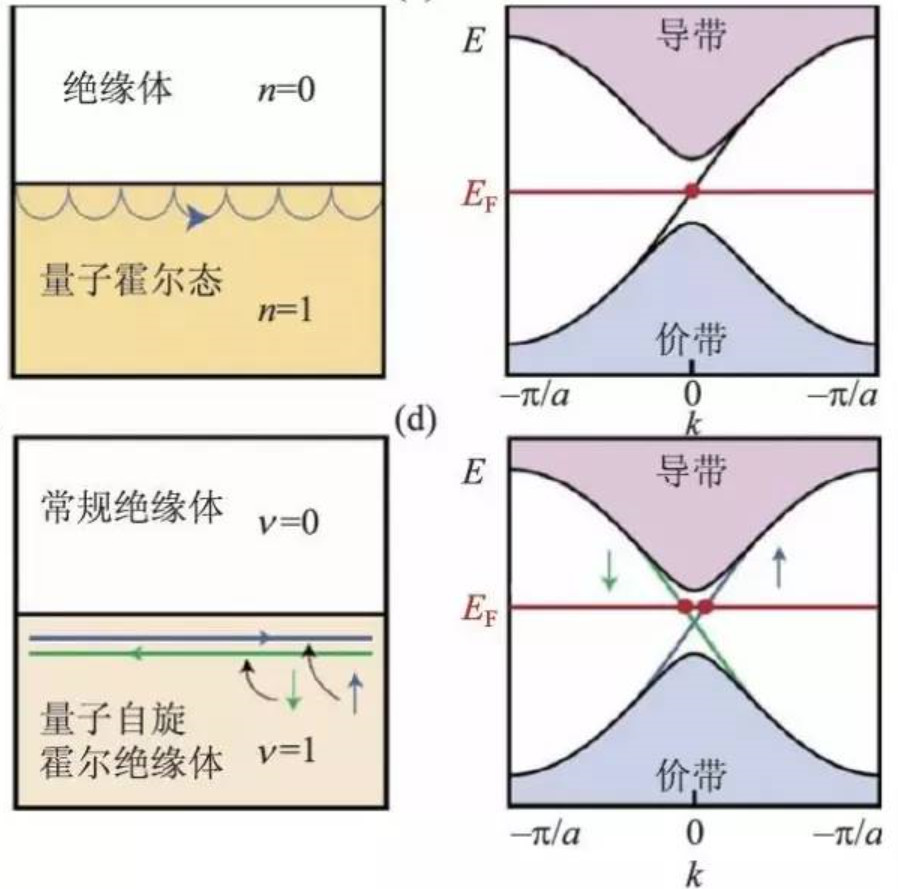 绝缘体 n=0
量子霍尔态
n=1
E 导带
E_F
价带
–π/a 0 –π/a
k
(d)
常规绝缘体 ν=0
量子自旋
霍尔绝缘体 ν=1
E 导带
E_F
价带
–π/a 0 –π/a
k